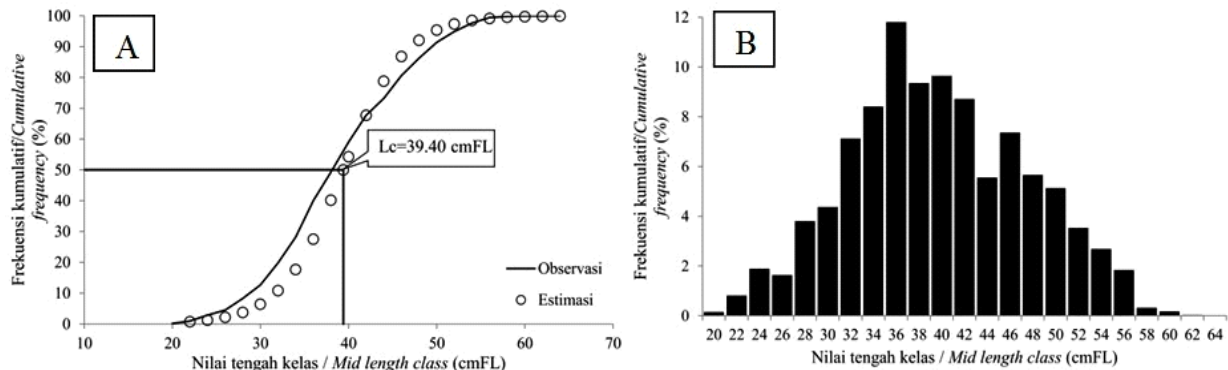 A
Frekuensi kumulatif/Cumulative
frequency (%)
100
90
80
70
60
50
40
30
20
10
0
Lc=39.40 cmFL
Observasi
Estimasi
10 20 30 40 50 60 70
Nilai tengah kelas / Mid length class (cmFL)
B
Frekuensi kumulatif/Cumulative
frequency (%)
12
10
8
6
4
2
0
20 22 24 26 28 30 32 34 36 38 40 42 44 46 48 50 52 54 56 58 60 62 64
Nilai tengah kelas / Mid length class (cmFL)